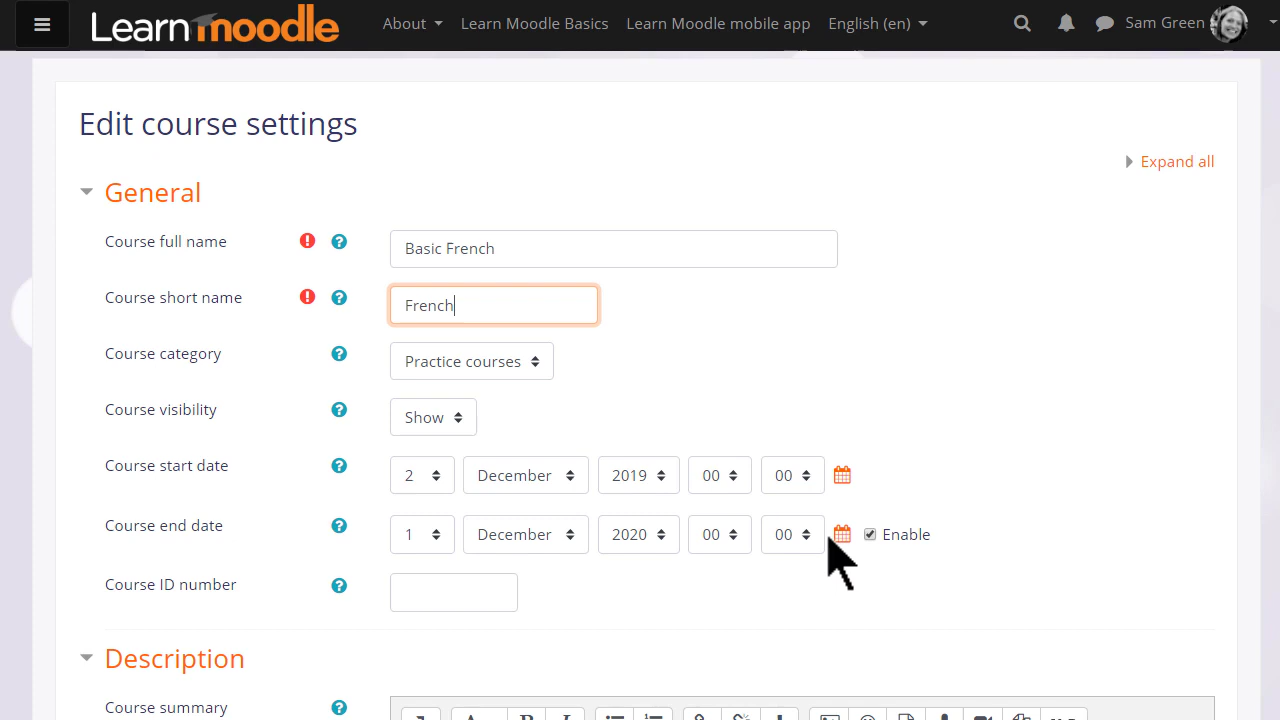 Learn moodle About Learn Moodle Basics Learn Moodle mobile app English (en) Sam Green
Edit course settings
Expand all
General
Course full name Basic French
Course short name French
Course category Practice courses
Course visibility Show
Course start date 2 December 2019 00 00
Course end date 1 December 2020 00 00 Enable
Course ID number
Description
Course summary